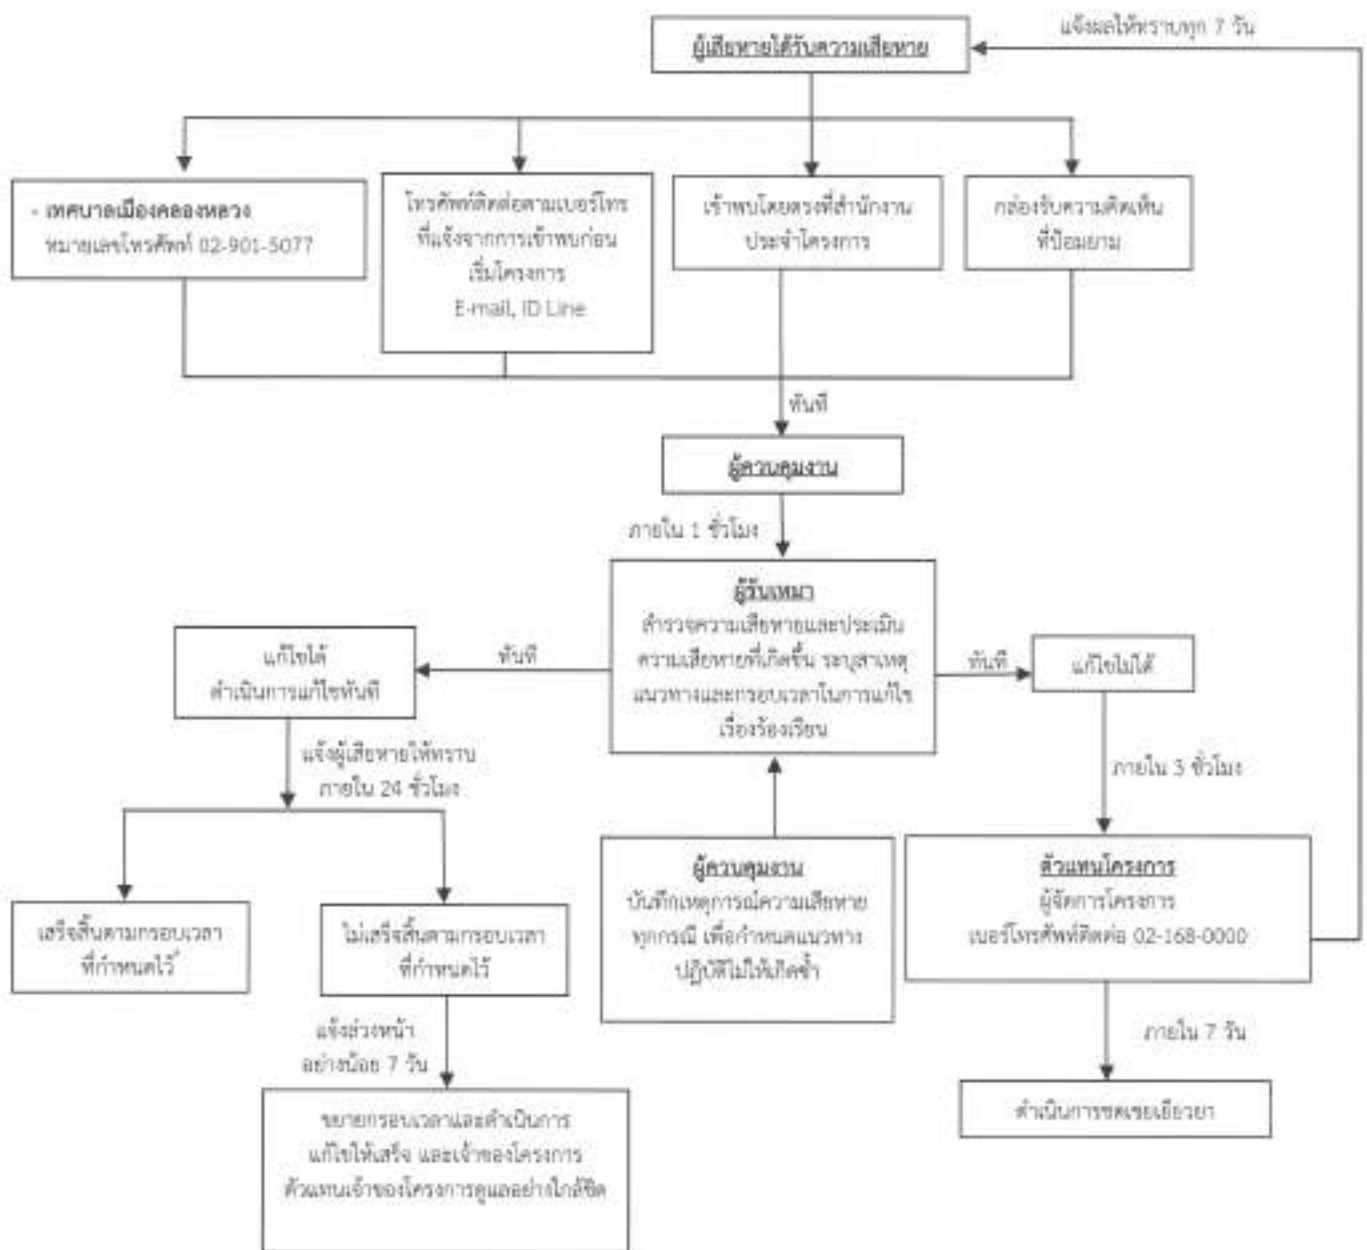 แจ้งผลให้ทราบทุก 7 วัน
ผู้เสียหายได้รับความเสียหาย
- เทศบาลเมืองคลองหลวง
หมายเลขโทรศัพท์ 02-901-5077
โทรศัพท์ติดต่อตามเบอร์โทร
ที่แจ้งจากการเข้าพบก่อน
เริ่มโครงการ
E-mail, ID Line
เข้าพบโดยตรงที่สำนักงาน
ประจำโครงการ
กล่องรับความคิดเห็น
ที่ป้อมยาม
ทันที
ผู้ควบคุมงาน
ภายใน 1 ชั่วโมง
ผู้รับเหมา
สำรวจความเสียหายและประเมิน
ความเสียหายที่เกิดขึ้น ระบุสาเหตุ
แนวทางและกรอบเวลาในการแก้ไข
เรื่องร้องเรียน
ทันที
แก้ไขได้
ดำเนินการแก้ไขทันที
ทันที
แก้ไขไม่ได้
แจ้งผู้เสียหายให้ทราบ
ภายใน 24 ชั่วโมง
ภายใน 3 ชั่วโมง
เสร็จสิ้นตามกรอบเวลา
ที่กำหนดไว้
ไม่เสร็จสิ้นตามกรอบเวลา
ที่กำหนดไว้
ผู้ควบคุมงาน
บันทึกเหตุการณ์ความเสียหาย
ทุกกรณี เพื่อกำหนดแนวทาง
ปฏิบัติไม่ให้เกิดซ้ำ
ตัวแทนโครงการ
ผู้จัดการโครงการ
เบอร์โทรศัพท์ติดต่อ 02-168-0000
แจ้งล่วงหน้า
อย่างน้อย 7 วัน
ภายใน 7 วัน
ขยายกรอบเวลาและดำเนินการ
แก้ไขให้เสร็จ และเจ้าของโครงการ
ตัวแทนเจ้าของโครงการดูแลอย่างใกล้ชิด
ดำเนินการชดเชยเยียวยา